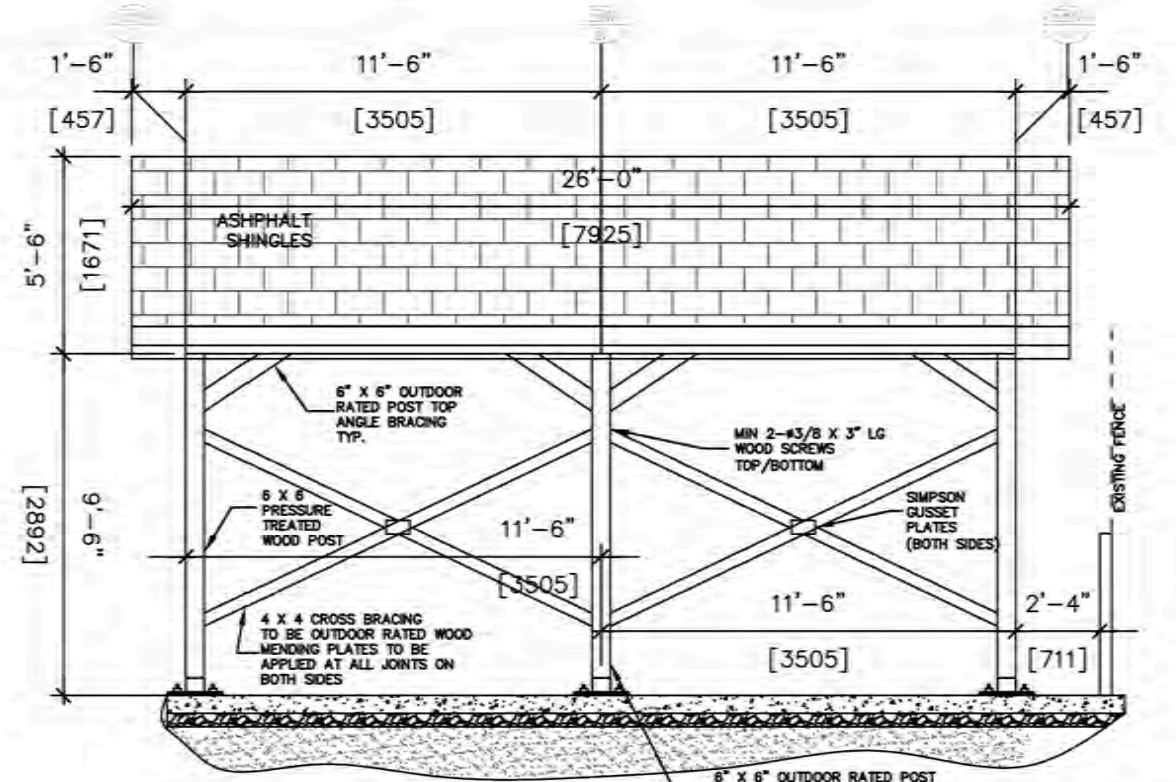 1'-6" 11'-6" 11'-6" 1'-6"
[457] [3505] [3505] [457]
26'-0"
[7925]
ASHPHALT
SHINGLES
5'-6"
[1671]
6" X 6" OUTDOOR
RATED POST TOP
ANGLE BRACING
TYP.
MIN 2-ø3/8 X 3" LG
WOOD SCREWS
TOP/BOTTOM
EXISTING FENCE
9'-6"
[2892]
6 X 6
PRESSURE
TREATED
WOOD POST
SIMPSON
GUSSET
PLATES
(BOTH SIDES)
11'-6"
[3505]
11'-6" 2'-4"
[3505] [711]
4 X 4 CROSS BRACING
TO BE OUTDOOR RATED WOOD
MENDING PLATES TO BE
APPLIED AT ALL JOINTS ON
BOTH SIDES
6" X 6" OUTDOOR RATED POST